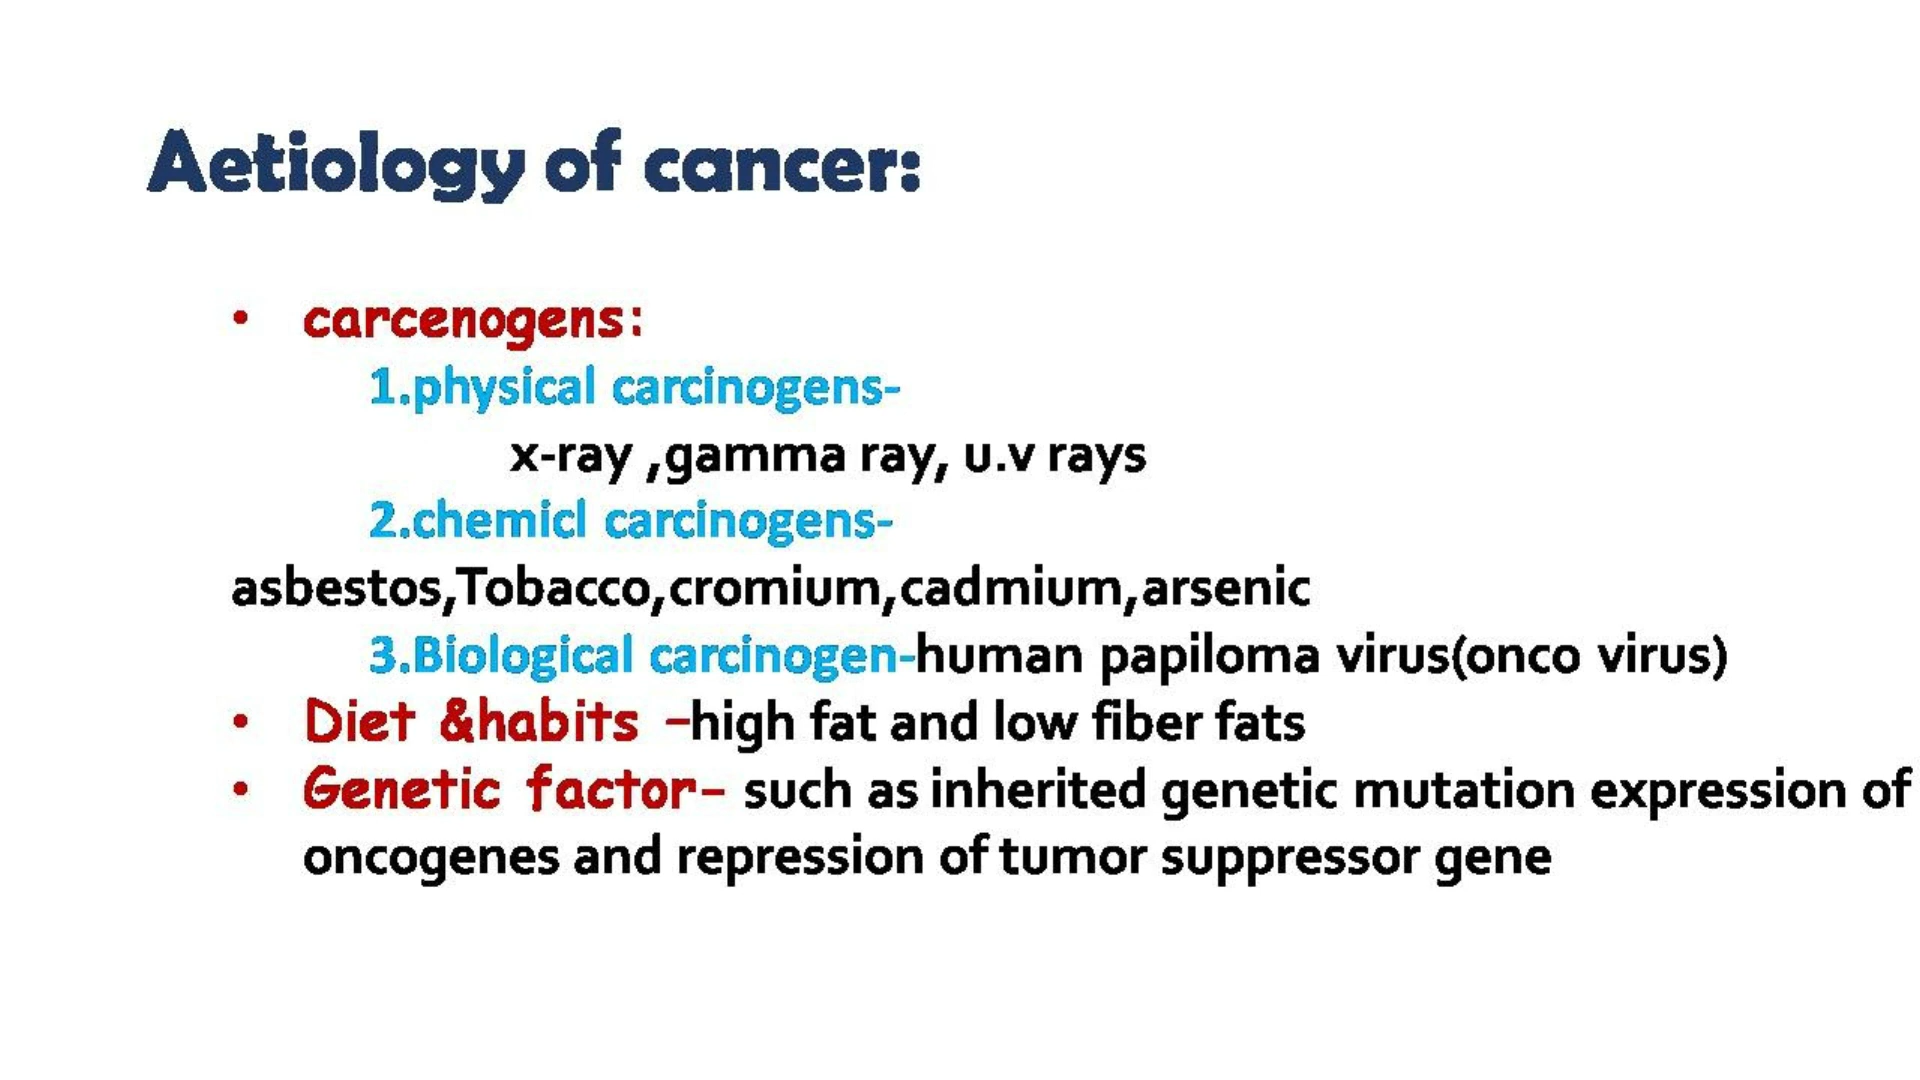 Aetiology of cancer:
• carcenogens:
1.physical carcinogens-
x-ray ,gamma ray, u.v rays
2.chemicl carcinogens-
asbestos,Tobacco,cromium,cadmium,arsenic
3.Biological carcinogen-human papiloma virus(onco virus)
• Diet &habits –high fat and low fiber fats
• Genetic factor– such as inherited genetic mutation expression of
oncogenes and repression of tumor suppressor gene